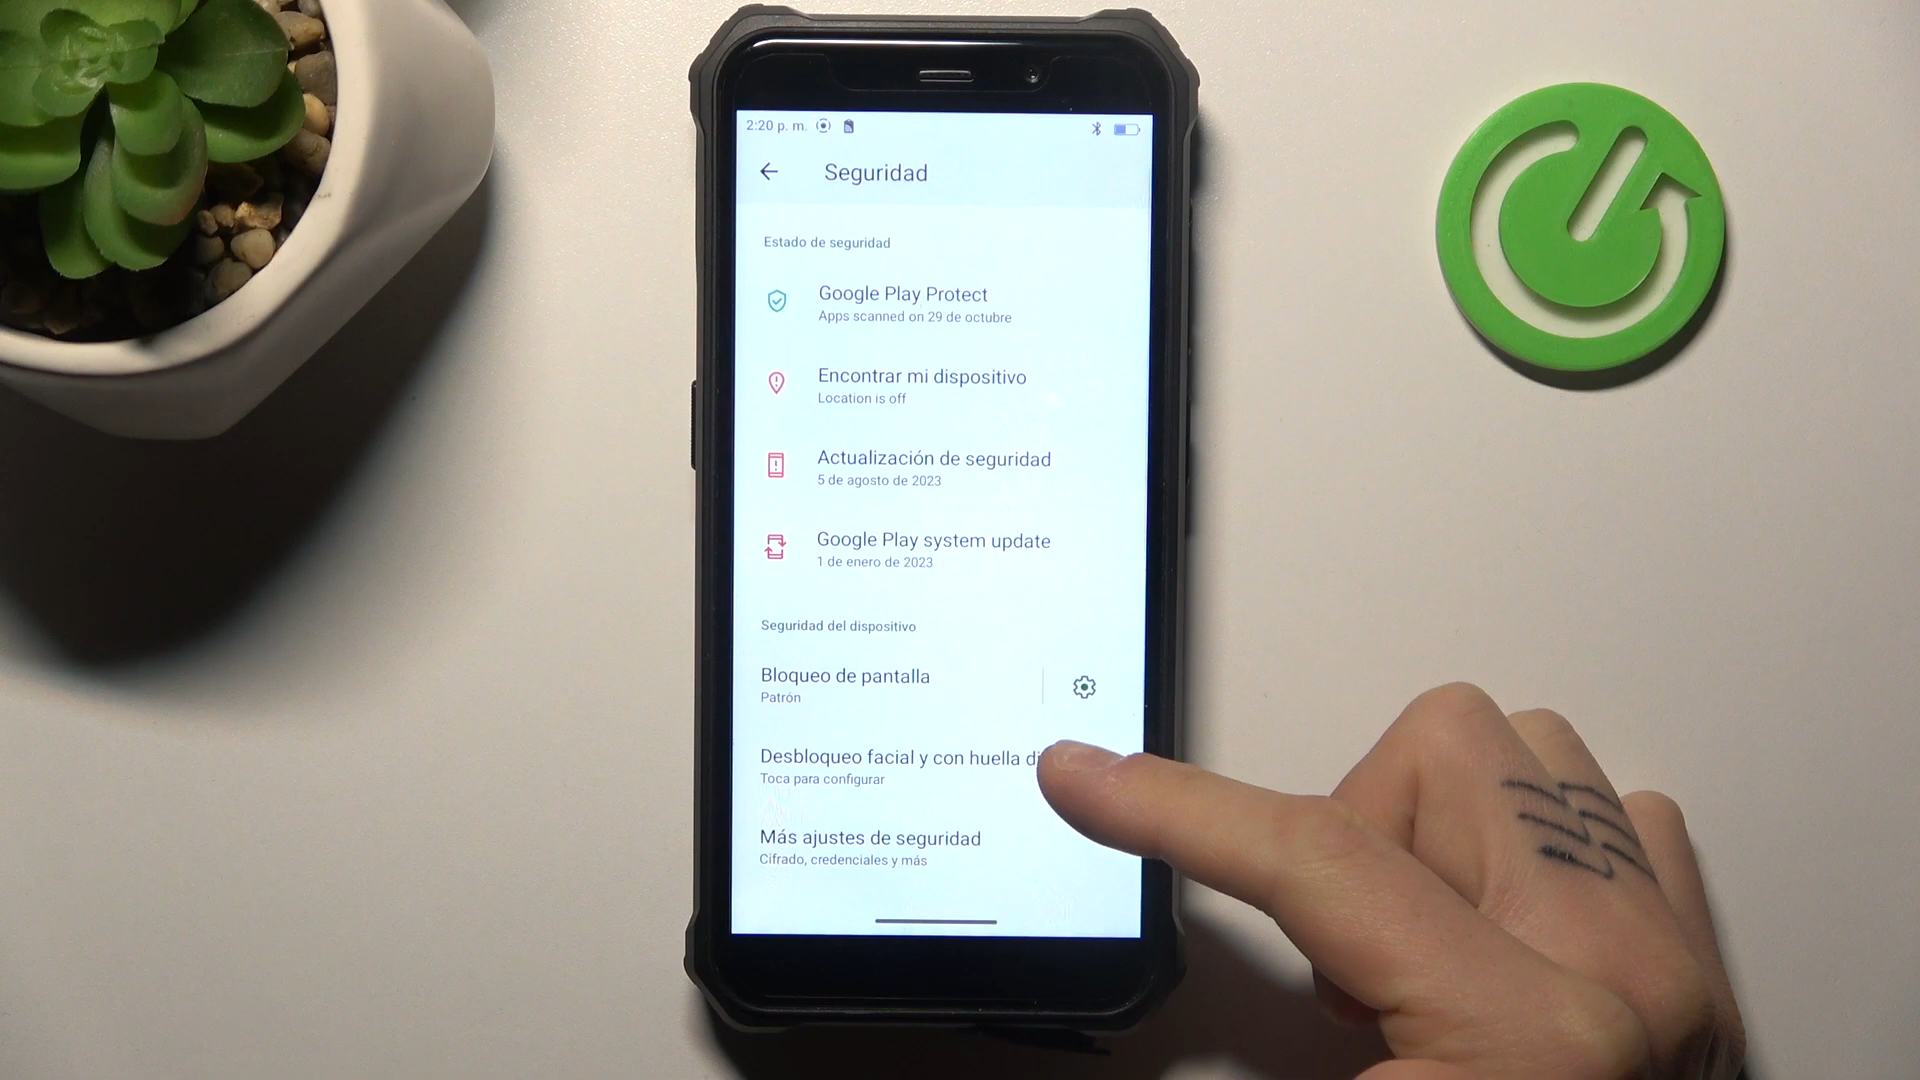 2:20 p. m.
Seguridad
Estado de seguridad
Google Play Protect
Apps scanned on 29 de octubre
Encontrar mi dispositivo
Location is off
Actualización de seguridad
5 de agosto de 2023
Google Play system update
1 de enero de 2023
Seguridad del dispositivo
Bloqueo de pantalla
Patrón
Desbloqueo facial y con huella
Toca para configurar
Más ajustes de seguridad
Cifrado, credenciales y más